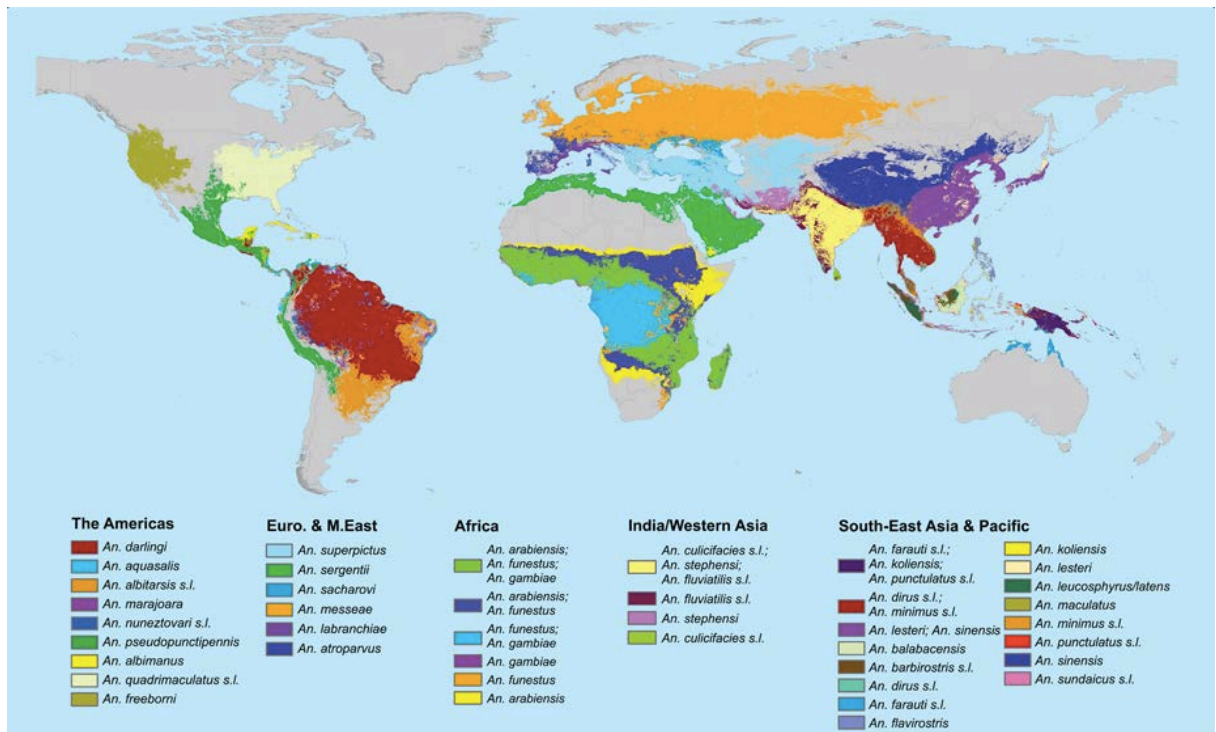 The Americas
An. darlingi
An. aquasalis
An. albitarsis s.l.
An. marajoara
An. nuneztovari s.l.
An. pseudopunctipennis
An. albimanus
An. quadrimaculatus s.l.
An. freeborni
Euro. & M.East
An. superpictus
An. sergentii
An. sacharovi
An. messeae
An. labranchiae
An. atroparvus
Africa
An. arabiensis;
An. funestus;
An. gambiae
An. arabiensis;
An. funestus
An. funestus;
An. gambiae
An. gambiae
An. funestus
An. arabiensis
India/Western Asia
An. culicifacies s.l.;
An. stephensi;
An. fluviatilis s.l.
An. fluviatilis s.l.
An. stephensi
An. culicifacies s.l.
South-East Asia & Pacific
An. farauti s.l.;
An. koliensis;
An. punctulatus s.l.
An. dirus s.l.;
An. minimus s.l.
An. lesteri; An. sinensis
An. balabacensis
An. barbirostris s.l.
An. dirus s.l.
An. farauti s.l.
An. flavirostris
An. koliensis
An. lesteri
An. leucosphyrus/latens
An. maculatus
An. minimus s.l.
An. punctulatus s.l.
An. sinensis
An. sundaicus s.l.